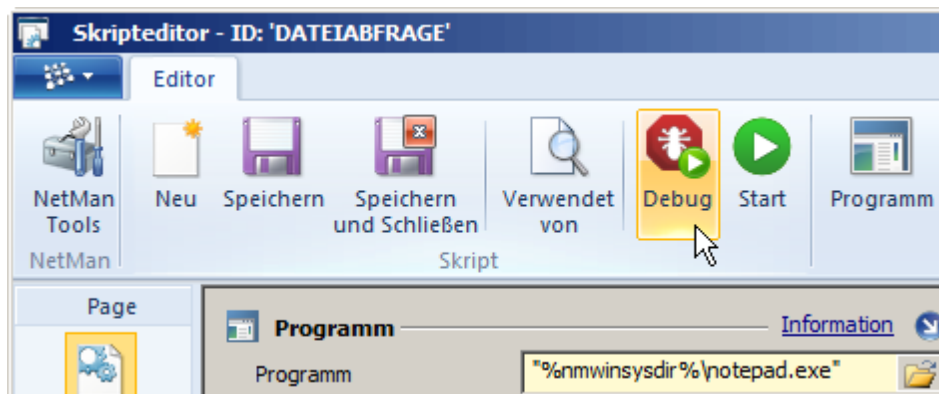 Skripteditor - ID: 'DATEIABFRAGE'
Editor
NetMan Tools
Neu
Speichern
Speichern und Schließen
Verwendet von
Debug
Start
Programm
NetMan
Skript
Page
Programm
Information
Programm
"%nmwinsysdir%\notepad.exe"